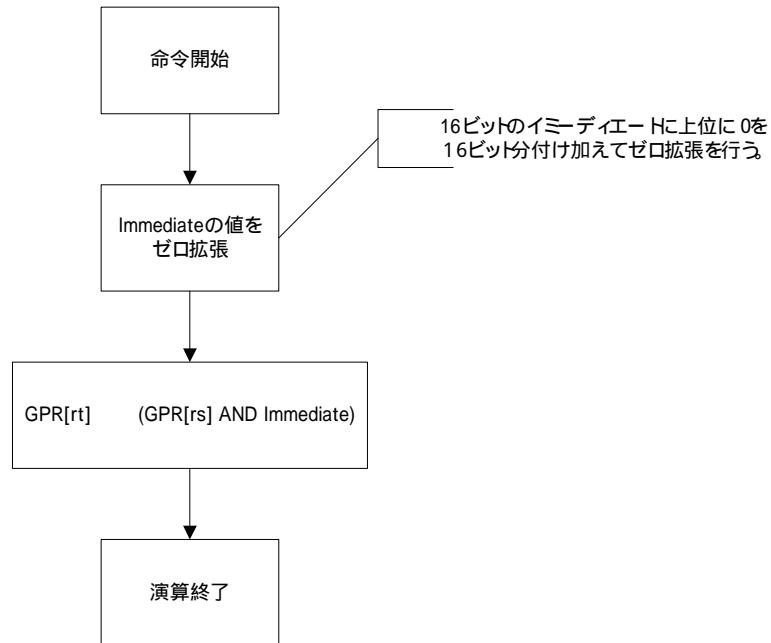 命令開始
16ビットのイミーディエートに上位に0を
16ビット分付け加えてゼロ拡張を行う。
Immediateの値を
ゼロ拡張
GPR[rt] (GPR[rs] AND Immediate)
演算終了